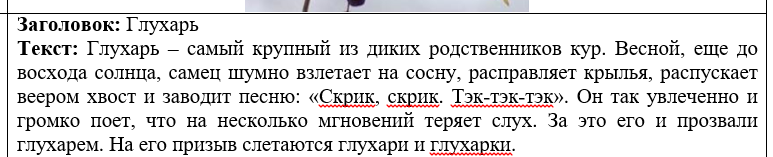 Заголовок: Глухарь
Текст: Глухарь – самый крупный из диких родственников кур. Весной, еще до
восхода солнца, самец шумно взлетает на сосну, расправляет крылья, распускает
веером хвост и заводит песню: «Скрик, скрик. Тэк-тэк-тэк». Он так увлеченно и
громко поет, что на несколько мгновений теряет слух. За это его и прозвали
глухарем. На его призыв слетаются глухари и глухарки.